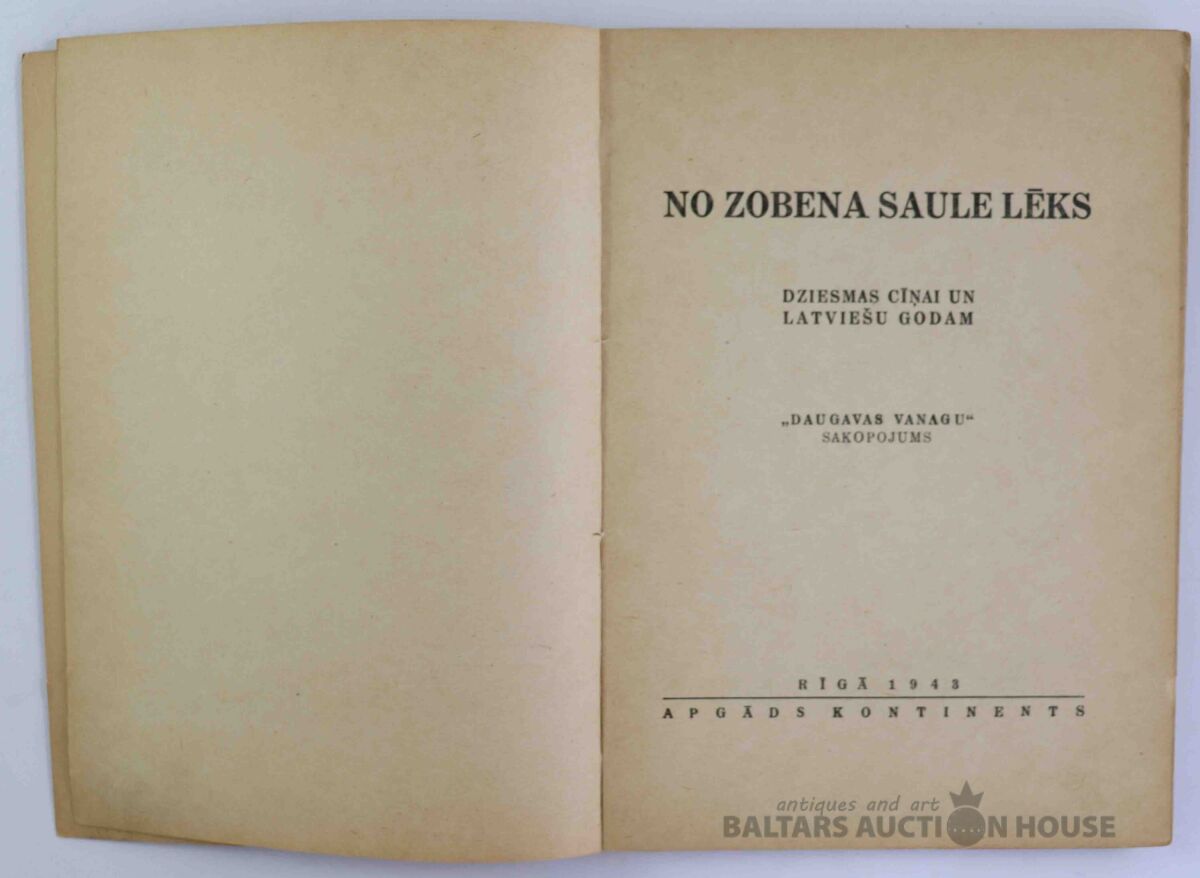 NO ZOBENA SAULE LĒKS
DZIESMAS CĪŅAI UN
LATVIEŠU GODAM
„DAUGAVAS VANAGU“
SAKOPOJUMS
RĪGĀ 1943
APGĀDS KONTINENTS
antiques and art
BALTARS AUCTION HOUSE